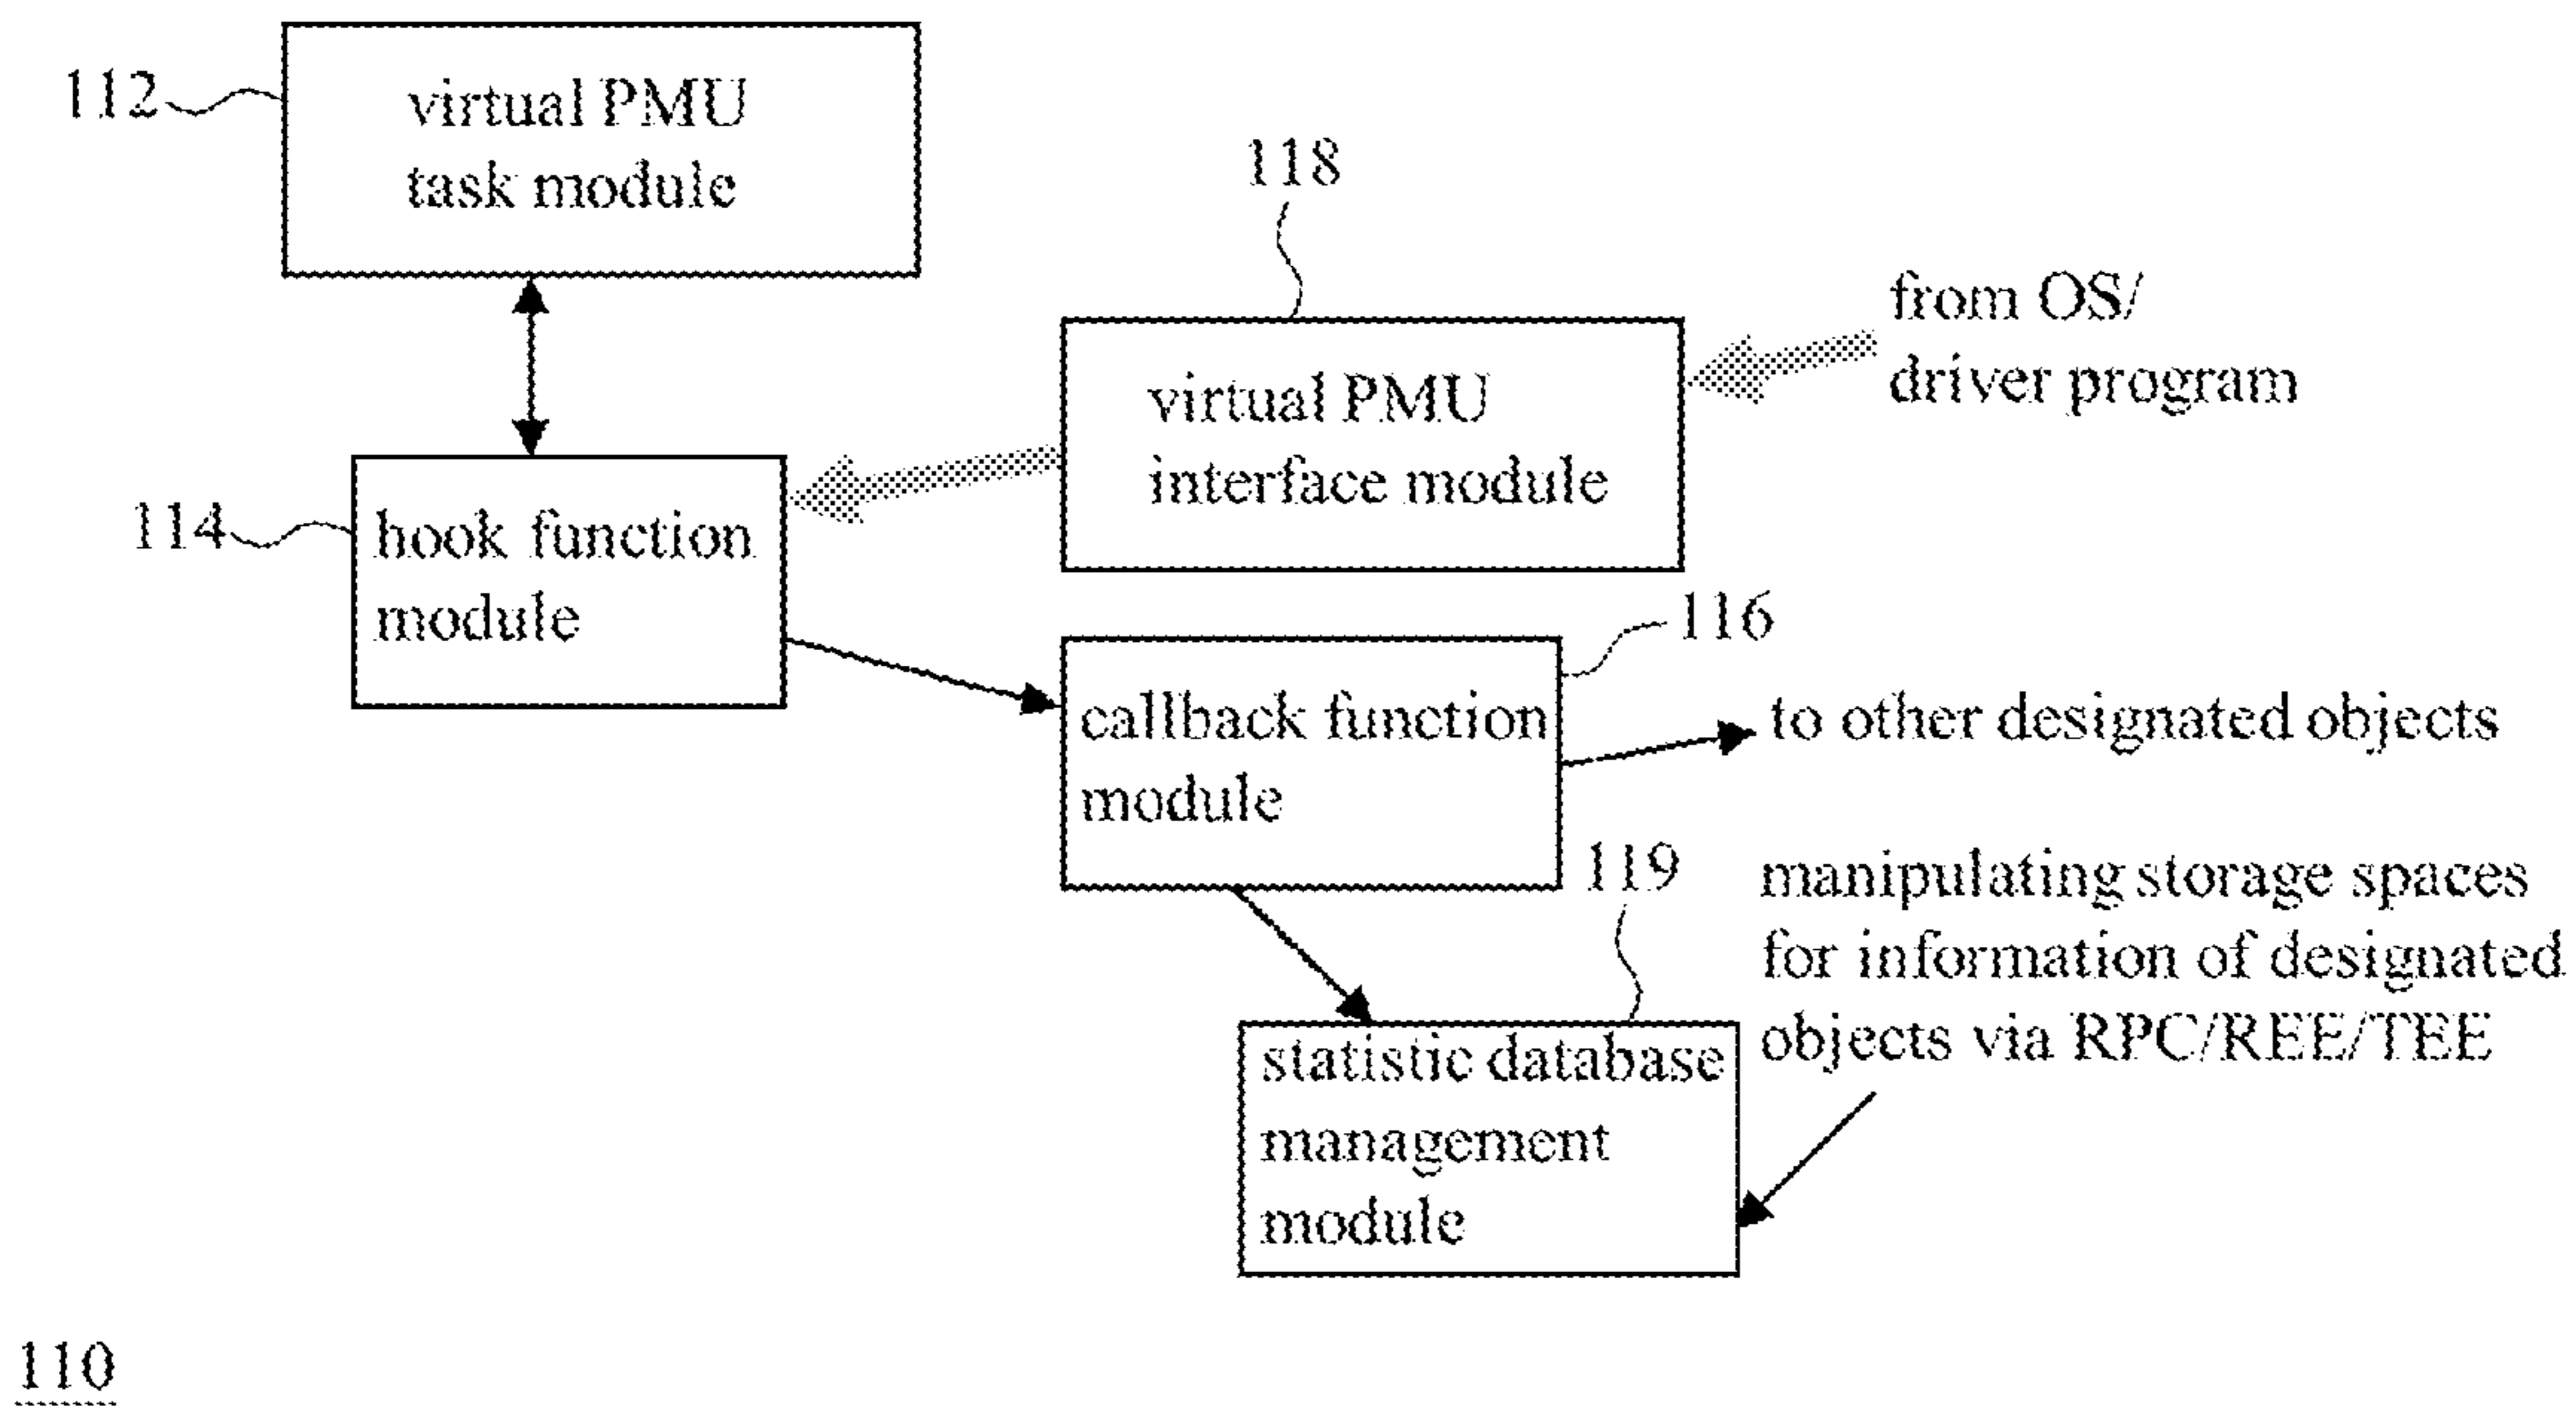 112
virtual PMU
task module
118
from OS/
driver program
virtual PMU
interface module
114
hook function
module
116
callback function
module
to other designated objects
119
manipulating storage spaces
for information of designated
objects via RPC/REE/TEE
statistic database
management
module
110